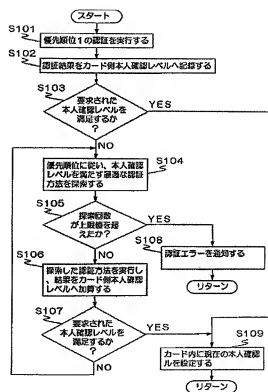 スタート
S101
優先順位1の認証を実行する
S102
認証結果をカード側本人確認レベルへ記録する
S103
要求された
本人確認レベルを
満足するか
?
YES
NO
S104
優先順位に従い、本人確認
レベルを満たす最適な認証
方法を探索する
S105
探索回数
が上限値を超
えたか?
YES
NO
S108
認証エラーを通知する
リターン
S106
探索した認証方法を実行し
、結果をカード側本人確認
レベルへ加算する
S107
要求された
本人確認レベルを
満足するか
?
YES
NO
S109
カード内に現在の本人確認
レベルを設定する
リターン